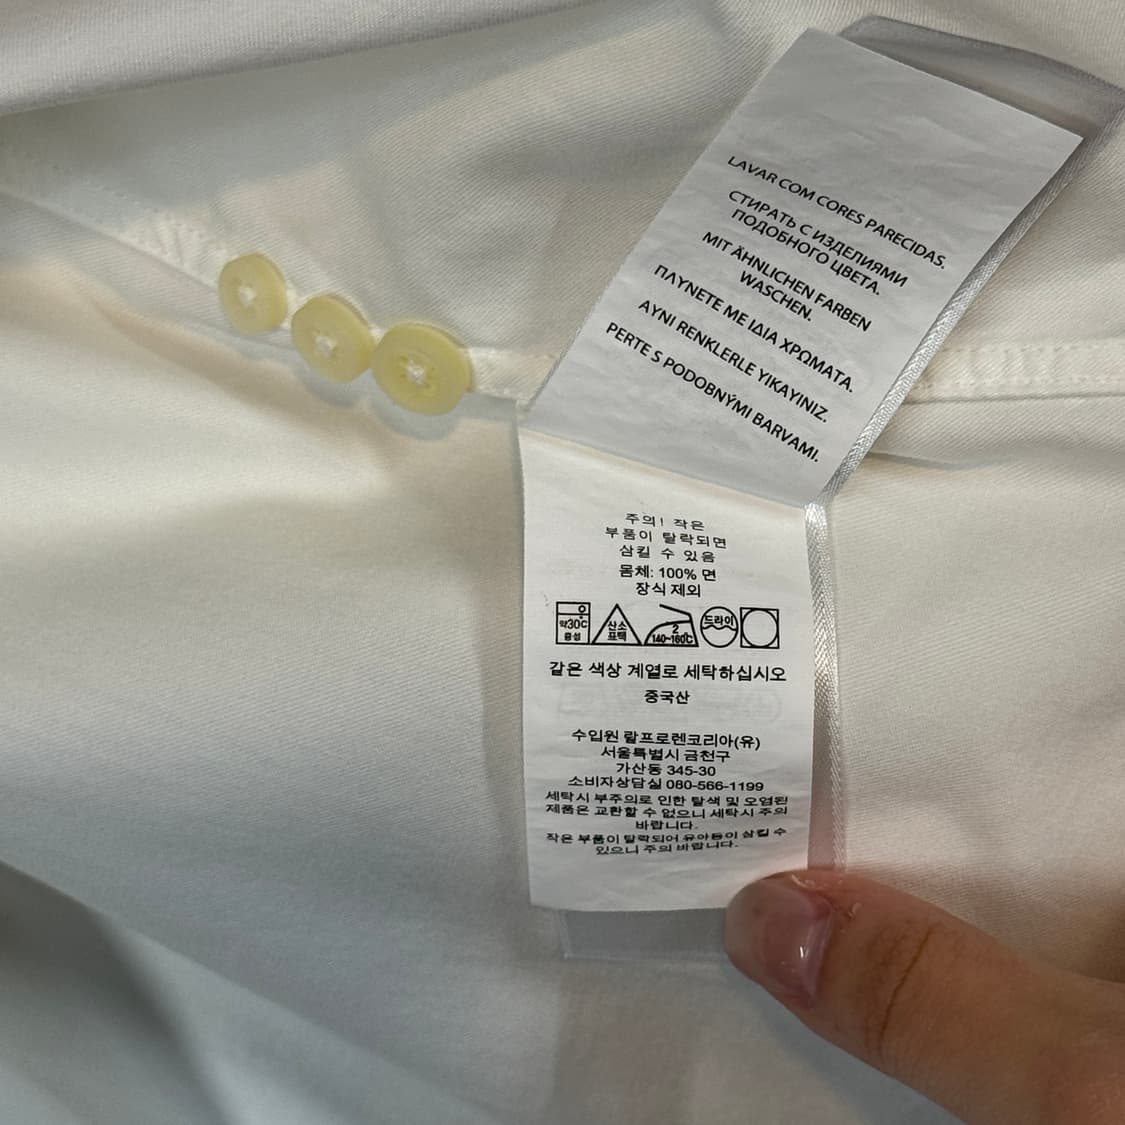 LAVAR COM CORES PARECIDAS.
СТИРАТЬ С ИЗДЕЛИЯМИ
ПОДОБНОГО ЦВЕТА.
MIT ÄHNLICHEN FARBEN
WASCHEN.
ΠΛΥΝΕΤΕ ΜΕ ΙΔΙΑ ΧΡΩΜΑΤΑ.
AYNI RENKLERLE YIKAYINIZ.
PERTE S PODOBNÝMI BARVAMI.
주의! 작은
부품이 탈락되면
삼킬 수 있음
몸체: 100% 면
장식 제외
약30℃
중성
산소
표백
2
140~160℃
드라이
같은 색상 계열로 세탁하십시오
중국산
수입원 랄프로렌코리아(유)
서울특별시 금천구
가산동 345-30
소비자상담실 080-566-1199
세탁시 부주의로 인한 탈색 및 오염된
제품은 교환할 수 없으니 세탁시 주의
바랍니다.
작은 부품이 탈락되어 유아등이 삼킬 수
있으니 주의 바랍니다.